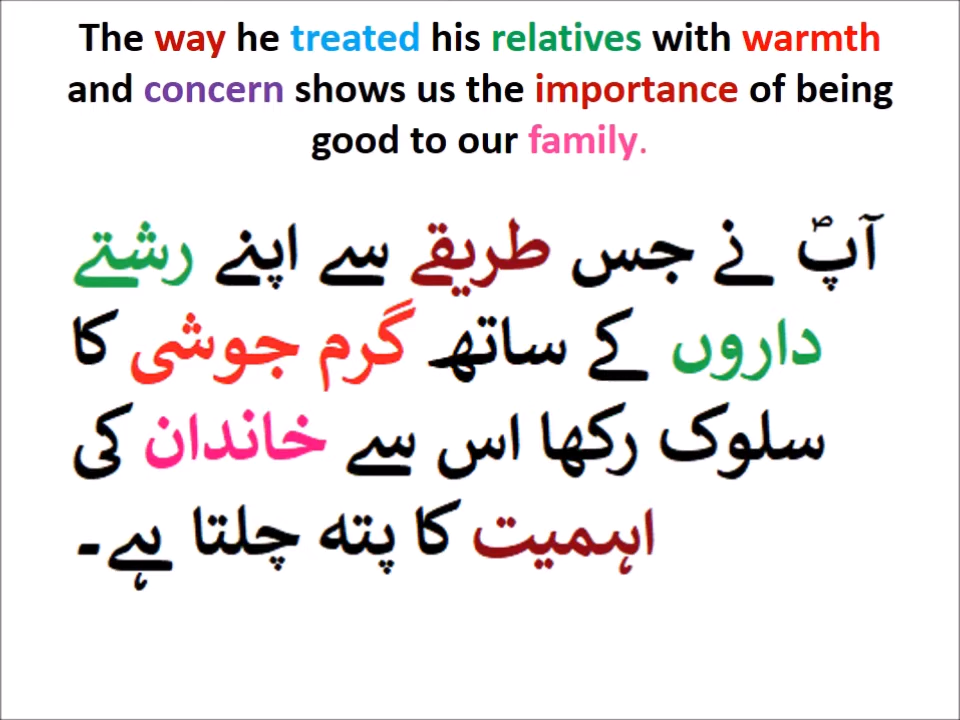 The way he treated his relatives with warmth
and concern shows us the importance of being
good to our family.
آپؐ نے جس طریقے سے اپنے رشتے
داروں کے ساتھ گرم جوشی کا
سلوک رکھا اس سے خاندان کی
اہمیت کا پتہ چلتا ہے۔